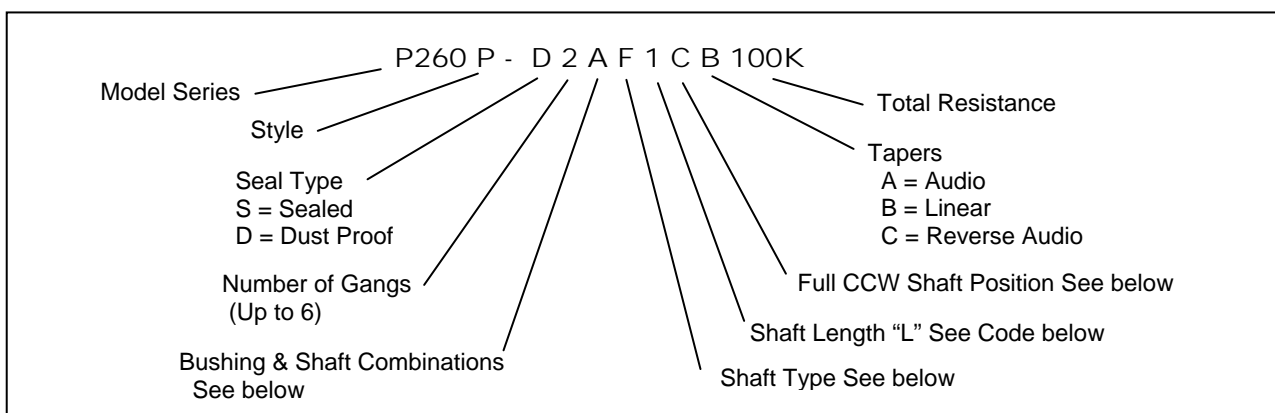 P260 P - D 2 A F 1 C B 100K
Model Series
Total Resistance
Style
Tapers
A = Audio
B = Linear
C = Reverse Audio
Seal Type
S = Sealed
D = Dust Proof
Number of Gangs
(Up to 6)
Full CCW Shaft Position See below
Shaft Length “L” See Code below
Bushing & Shaft Combinations
See below
Shaft Type See below